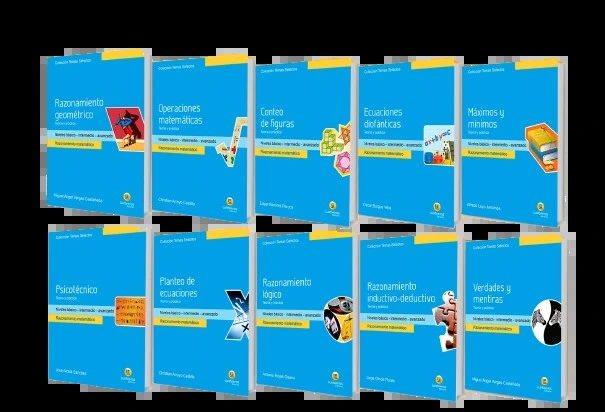 Colección Temas Selectos
Razonamiento
geométrico
Teoría y práctica
Niveles básico - intermedio - avanzado
Razonamiento matemático
Miguel Ángel Vargas Castañeda
Colección Temas Selectos
Operaciones
matemáticas
Teoría y práctica
Niveles básico - intermedio - avanzado
Razonamiento matemático
Christian Arroyo Castillo
Colección Temas Selectos
Conteo
de figuras
Teoría y práctica
Niveles básico - intermedio - avanzado
Razonamiento matemático
Colección Temas Selectos
Ecuaciones
diofánticas
Teoría y práctica
Niveles básico - intermedio - avanzado
Razonamiento matemático
Colección Temas Selectos
Máximos y
mínimos
Teoría y práctica
Niveles básico - intermedio - avanzado
Razonamiento matemático
Colección Temas Selectos
Psicotécnico
Teoría y práctica
Niveles básico - intermedio - avanzado
Razonamiento matemático
Colección Temas Selectos
Planteo de
ecuaciones
Teoría y práctica
Niveles básico - intermedio - avanzado
Razonamiento matemático
Christian Arroyo Castillo
Colección Temas Selectos
Razonamiento
lógico
Teoría y práctica
Niveles básico - intermedio - avanzado
Razonamiento matemático
Colección Temas Selectos
Razonamiento
inductivo-deductivo
Teoría y práctica
Niveles básico - intermedio - avanzado
Razonamiento matemático
Colección Temas Selectos
Verdades y
mentiras
Teoría y práctica
Niveles básico - intermedio - avanzado
Razonamiento matemático
Miguel Ángel Vargas Castañeda